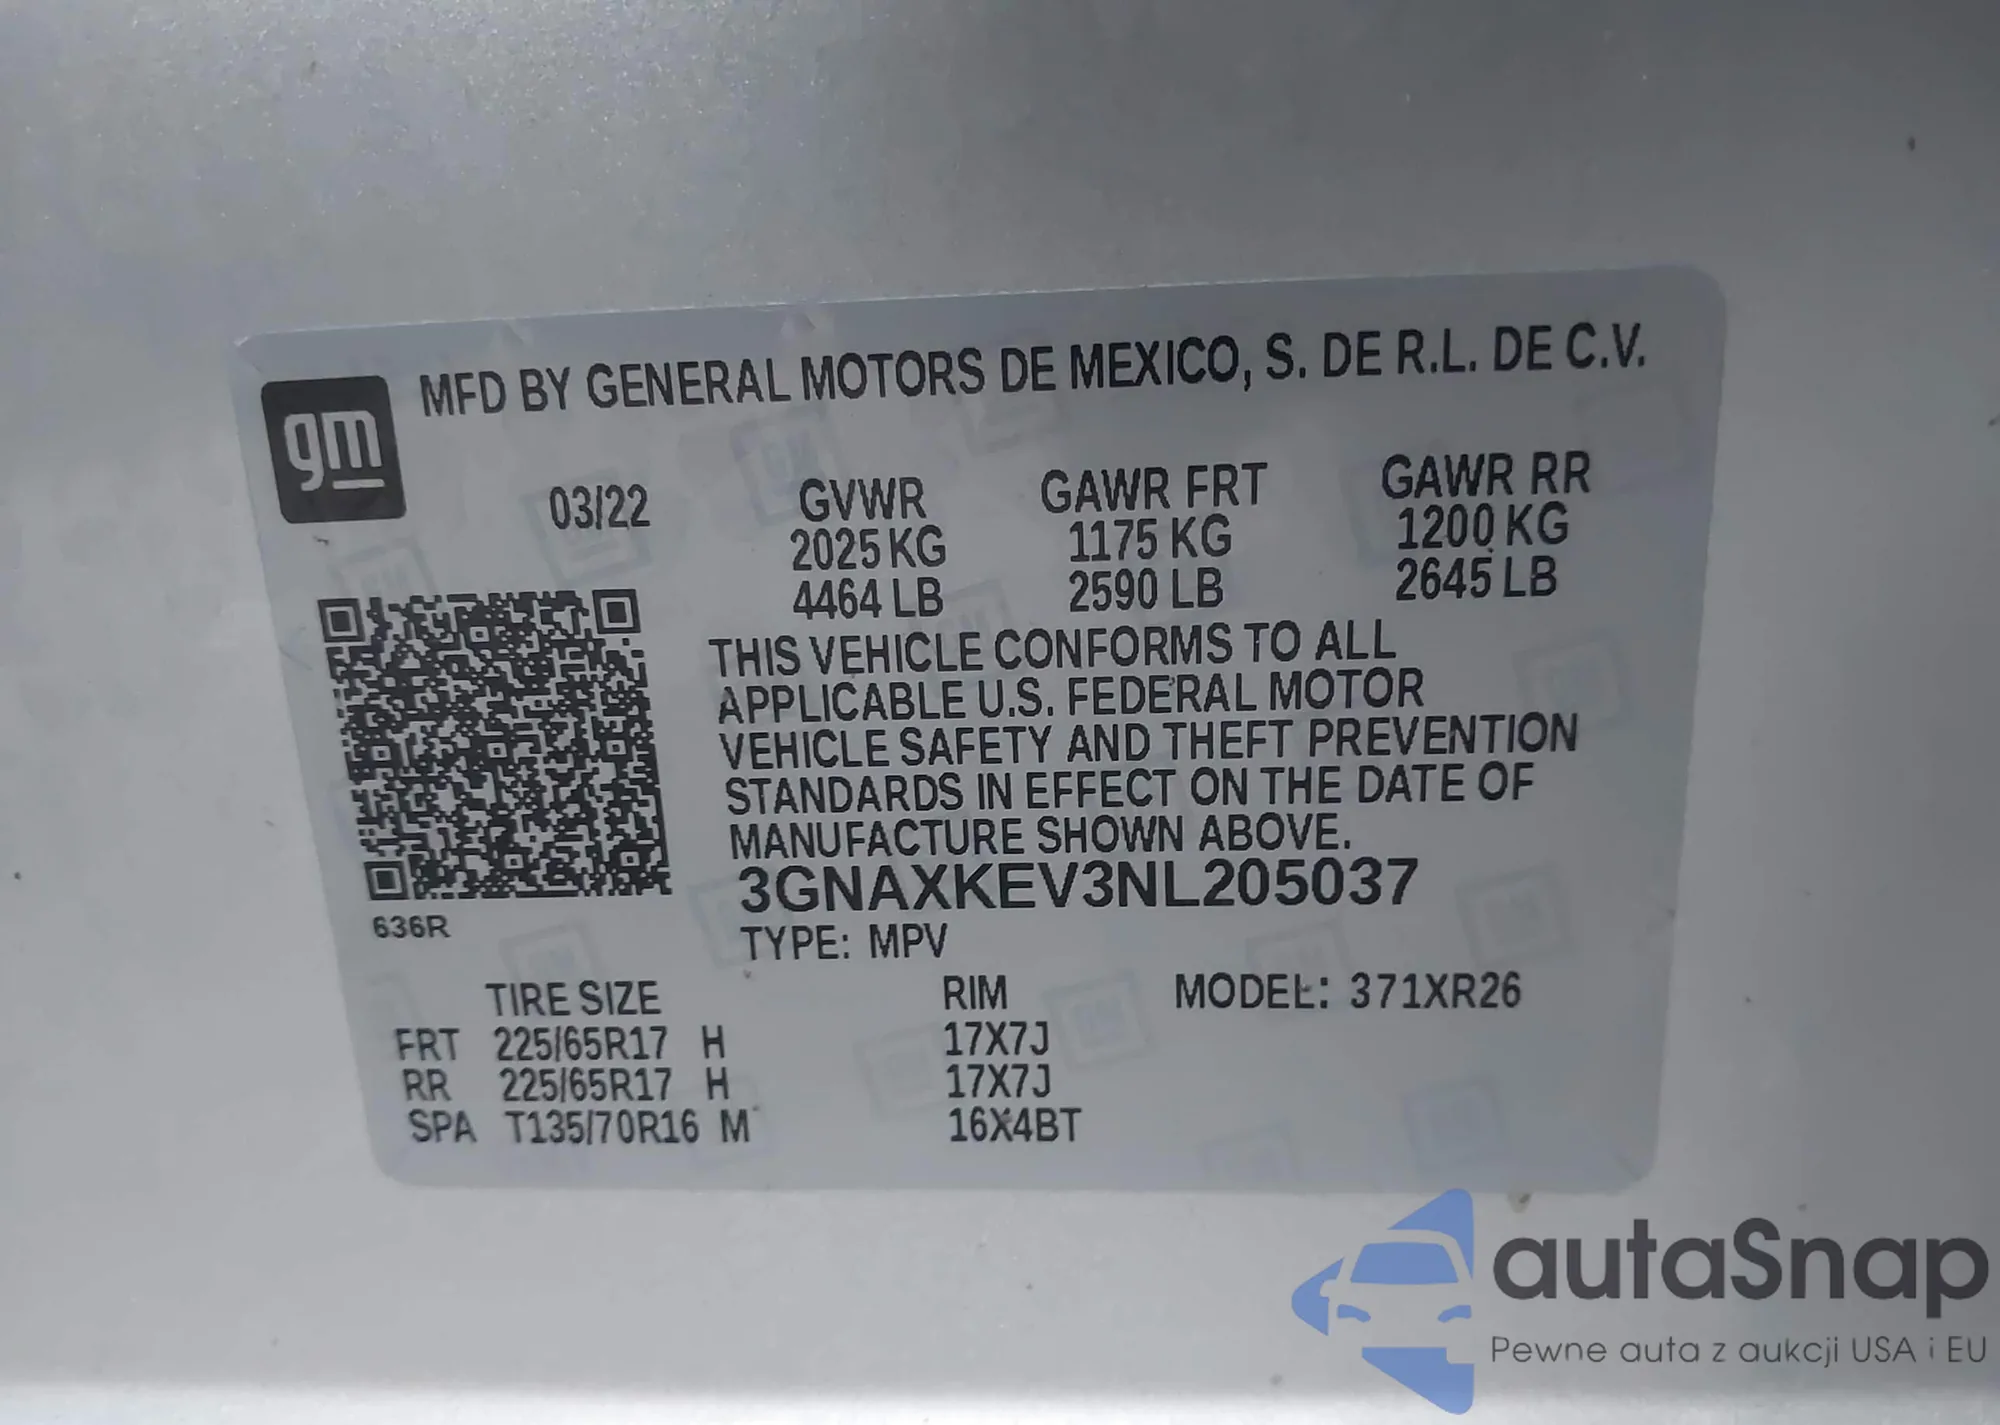 gm
MFD BY GENERAL MOTORS DE MEXICO, S. DE R.L. DE C.V.
03/22 GVWR GAWR FRT GAWR RR
2025 KG 1175 KG 1200 KG
4464 LB 2590 LB 2645 LB
THIS VEHICLE CONFORMS TO ALL
APPLICABLE U.S. FEDERAL MOTOR
VEHICLE SAFETY AND THEFT PREVENTION
STANDARDS IN EFFECT ON THE DATE OF
MANUFACTURE SHOWN ABOVE.
3GNAXKEV3NL205037
636R
TYPE: MPV
TIRE SIZE RIM MODEL: 371XR26
FRT 225/65R17 H 17X7J
RR 225/65R17 H 17X7J
SPA T135/70R16 M 16X4BT
autaSnap
Pewne auta z aukcji USA i EU